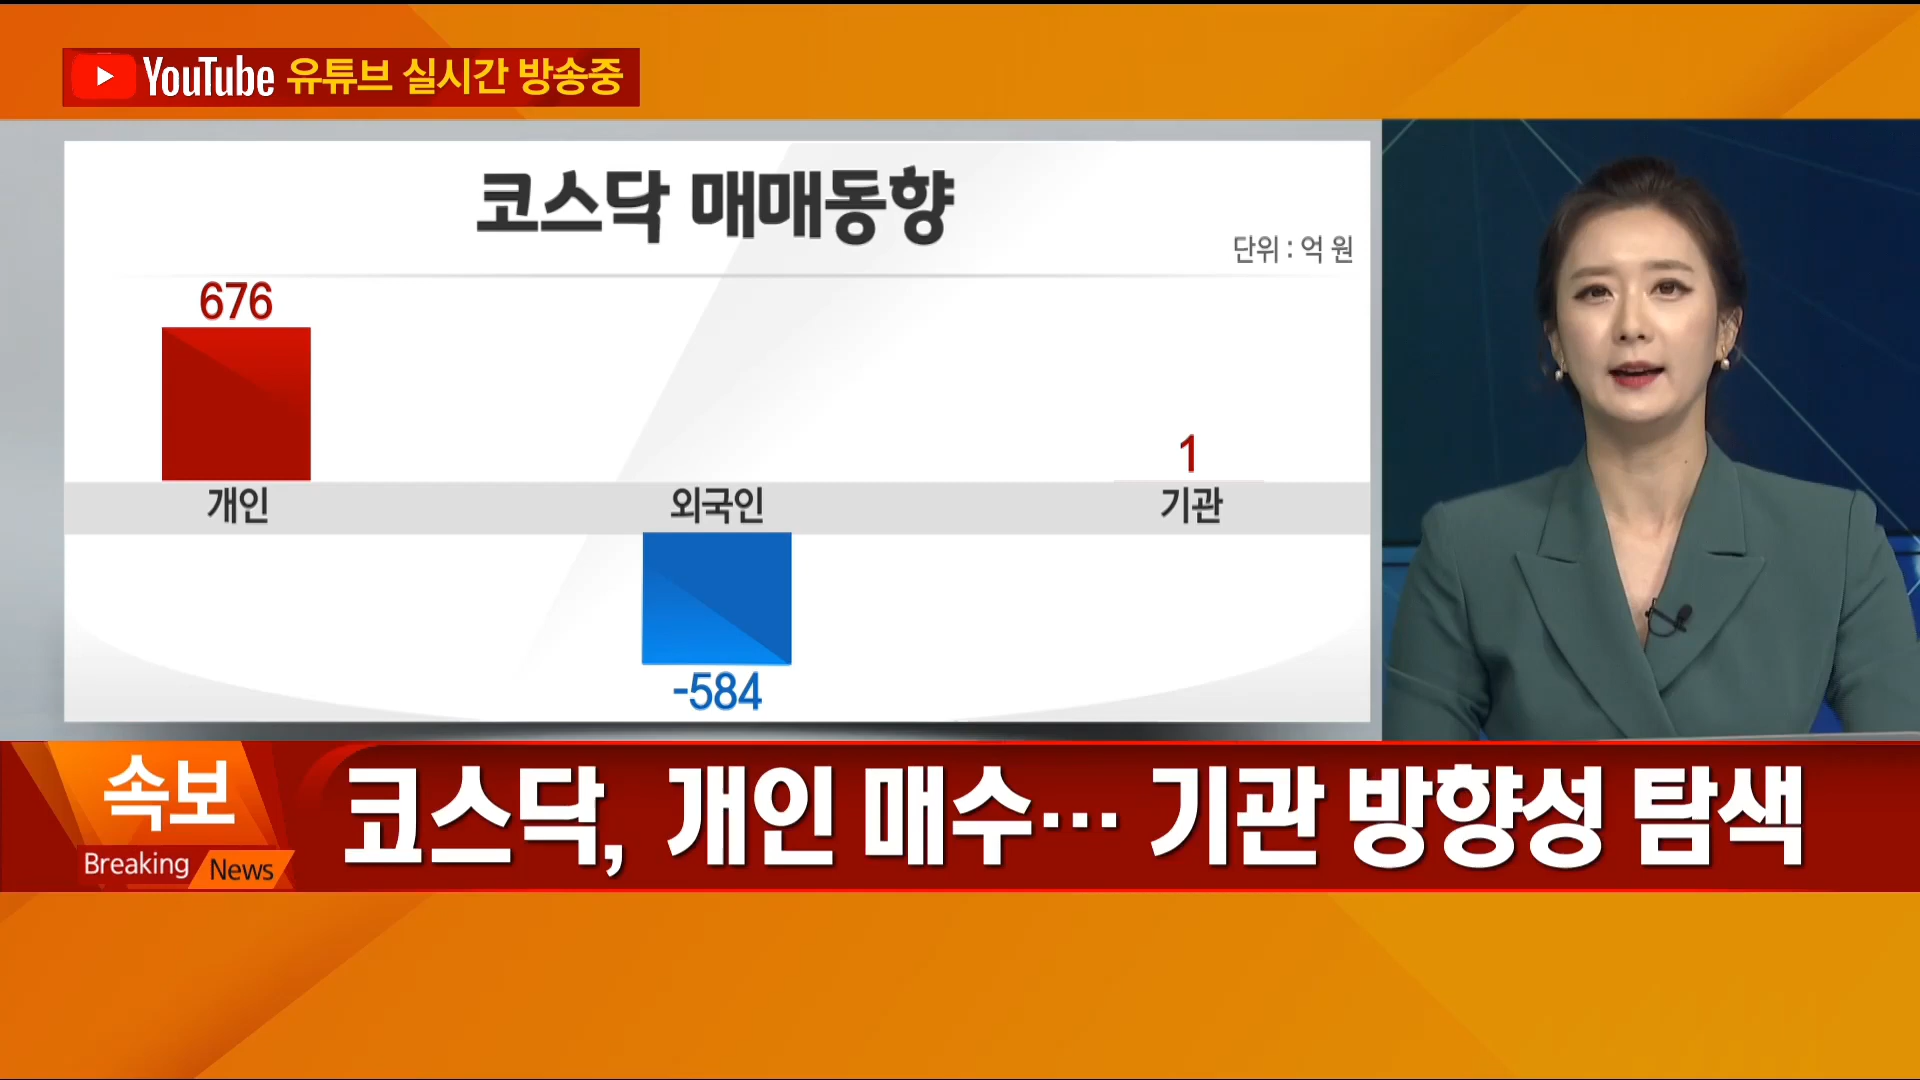 YouTube 유튜브 실시간 방송중
코스닥 매매동향
단위 : 억 원
676
1
개인 외국인 기관
-584
속보
Breaking News
코스닥, 개인 매수… 기관 방향성 탐색